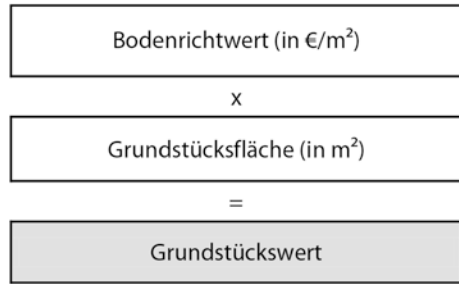 Bodenrichtwert (in €/m²)
x
Grundstücksfläche (in m²)
=
Grundstückswert